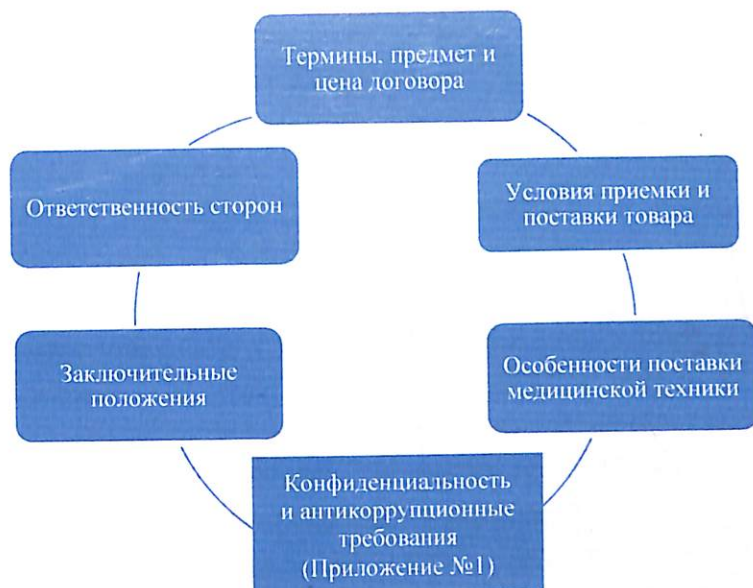 Термины, предмет и
цена договора
Условия приемки и
поставки товара
Особенности поставки
медицинской техники
Конфиденциальность
и антикоррупционные
требования
(Приложение №1)
Заключительные
положения
Ответственность сторон